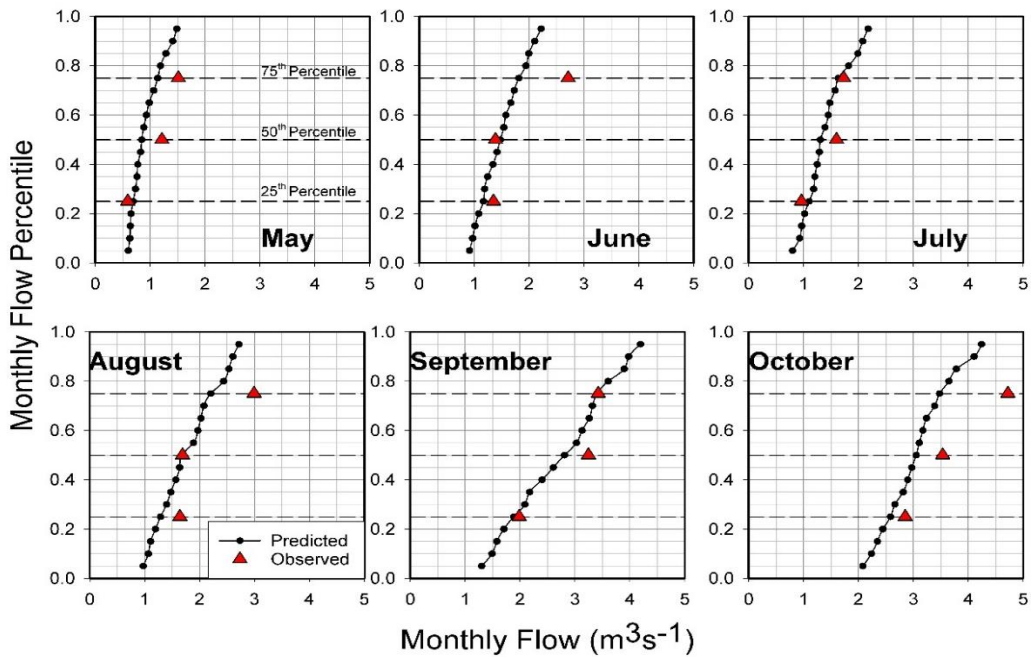 Monthly Flow Percentile
1.0
0.8
0.6
0.4
0.2
0.0
75th Percentile
50th Percentile
25th Percentile
May
0 1 2 3 4 5
1.0
0.8
0.6
0.4
0.2
0.0
June
0 1 2 3 4 5
1.0
0.8
0.6
0.4
0.2
0.0
July
0 1 2 3 4 5
1.0
0.8
0.6
0.4
0.2
0.0
August
Predicted
Observed
0 1 2 3 4 5
1.0
0.8
0.6
0.4
0.2
0.0
September
0 1 2 3 4 5
1.0
0.8
0.6
0.4
0.2
0.0
October
0 1 2 3 4 5
Monthly Flow (m3s-1)